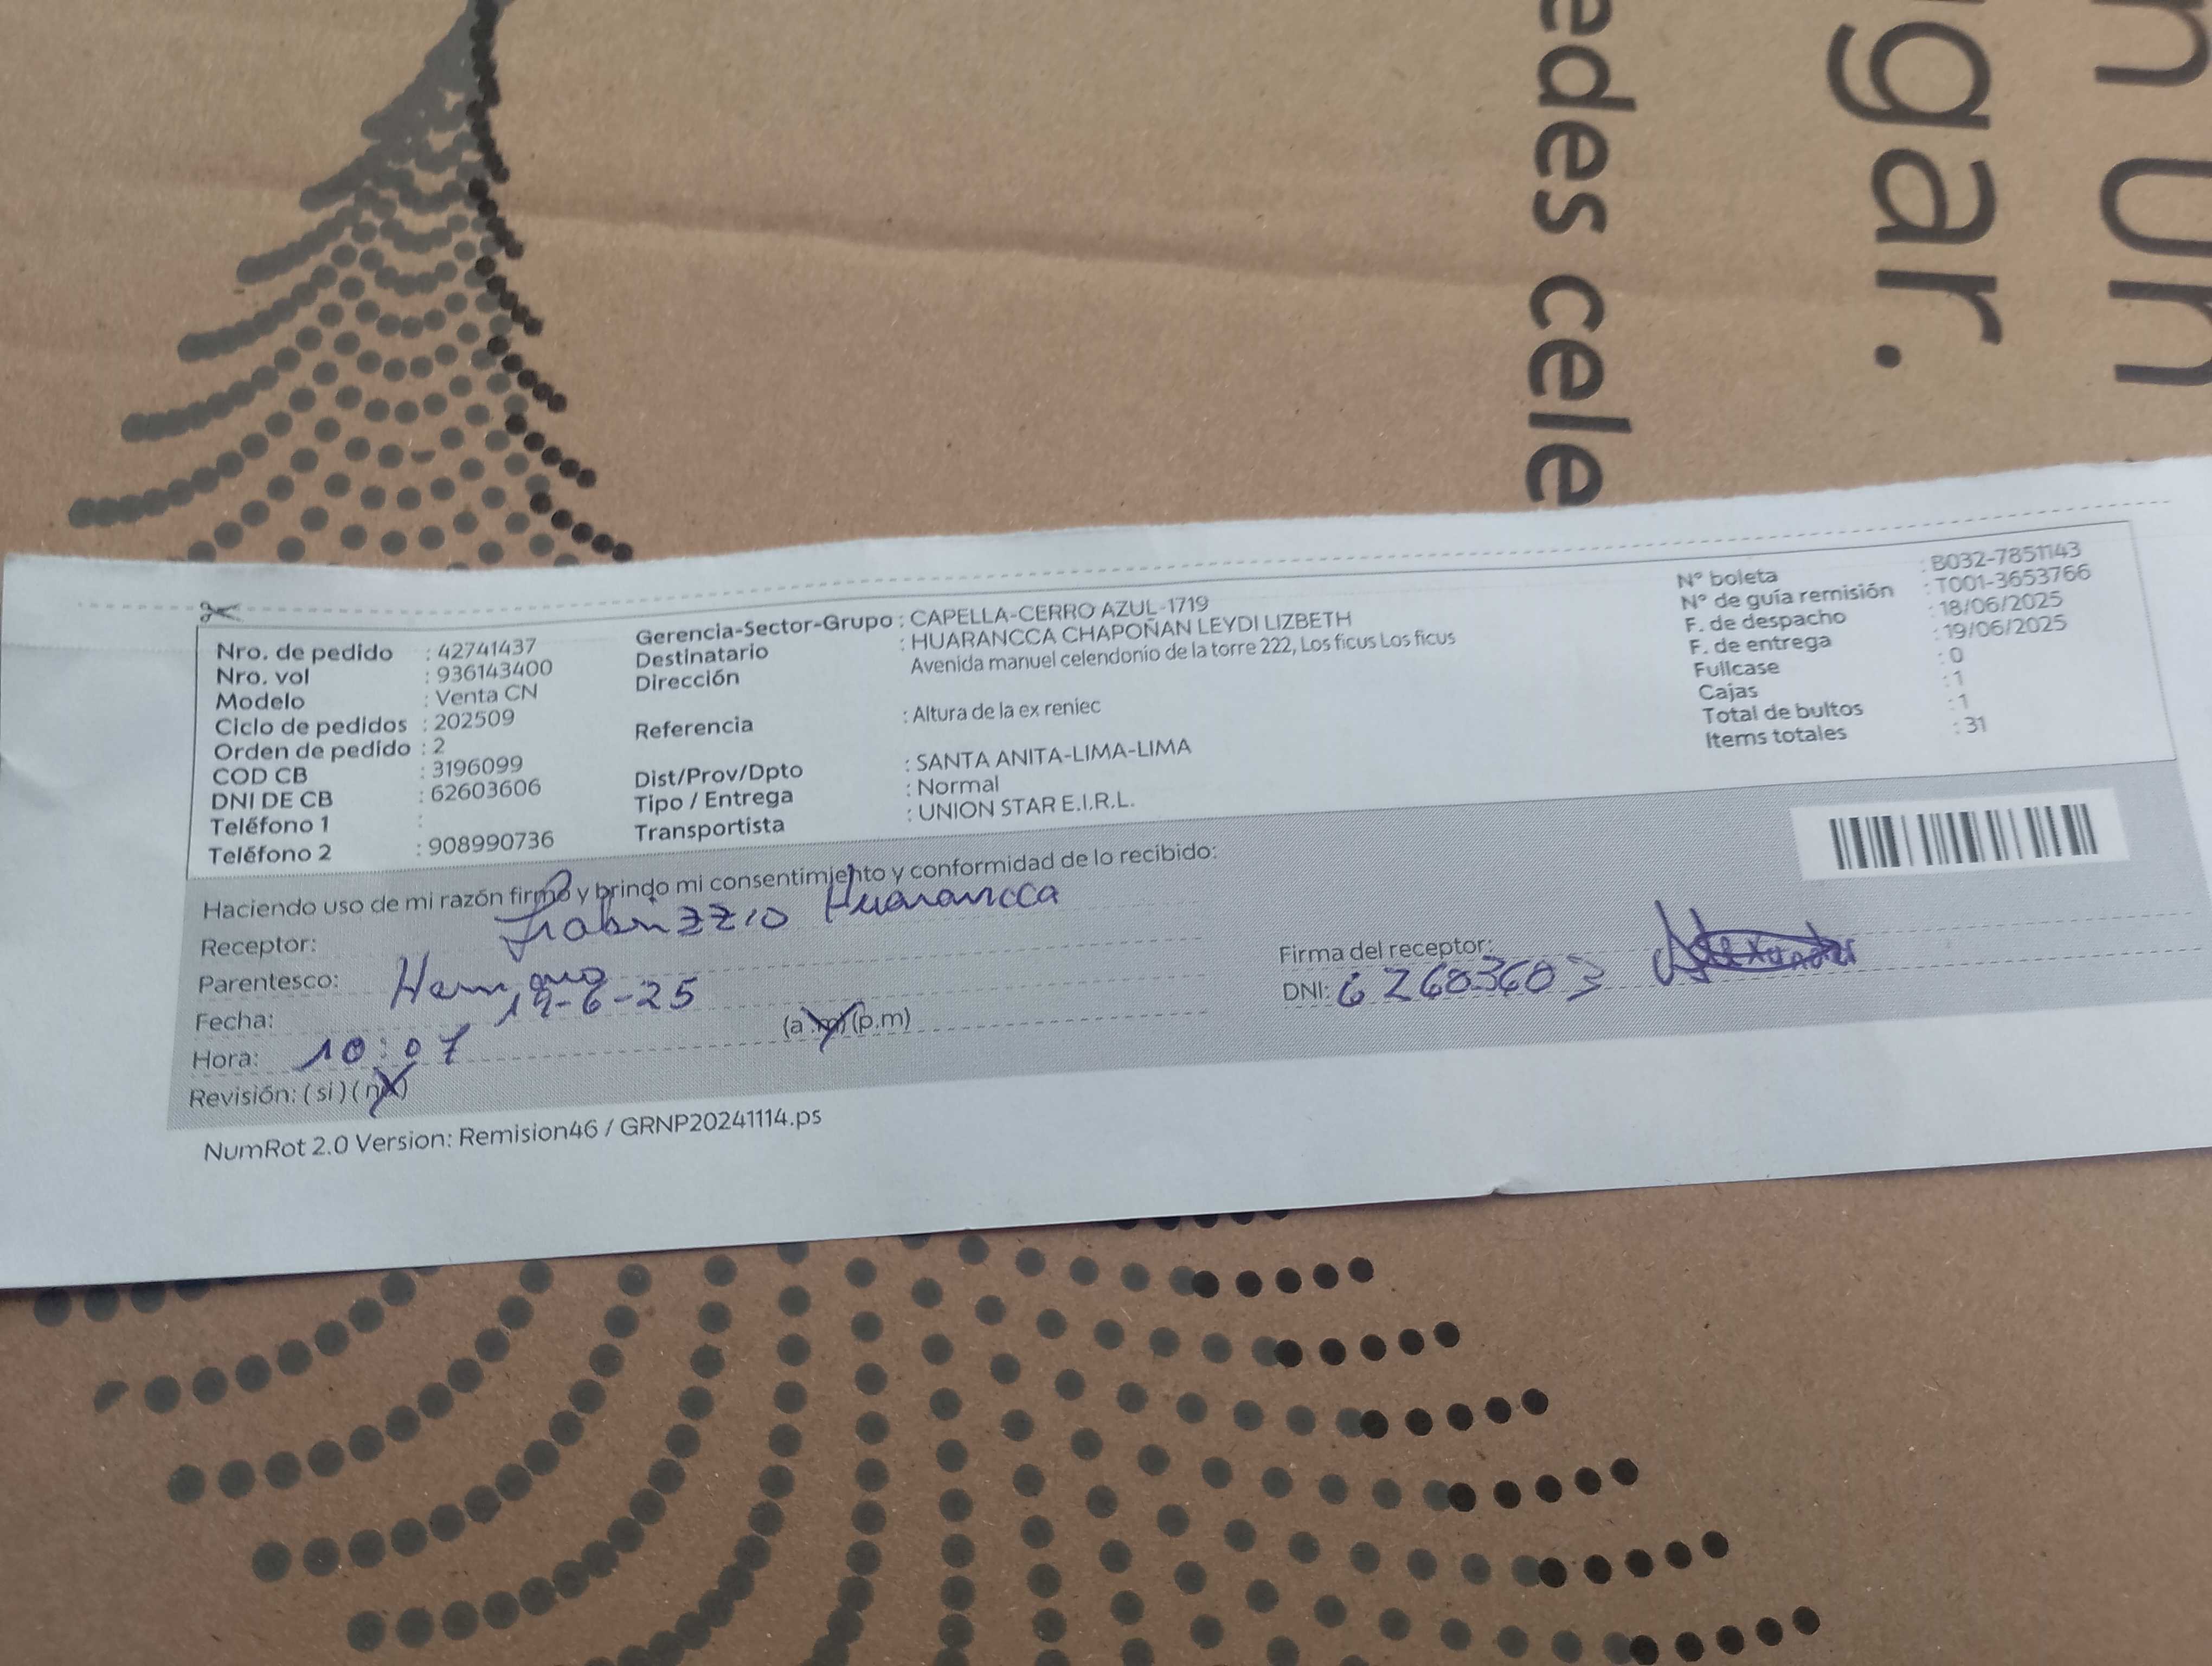 n un
gar.
edes cele
Nro. de pedido : 42741437
Nro. vol : 936143400
Modelo : Venta CN
Ciclo de pedidos : 202509
Orden de pedido : 2
COD CB : 3196099
DNI DE CB : 62603606
Teléfono 1 :
Teléfono 2 : 908990736
Gerencia-Sector-Grupo : CAPELLA-CERRO AZUL-1719
Destinatario : HUARANCCA CHAPOÑAN LEYDI LIZBETH
Dirección Avenida manuel celendonio de la torre 222, Los ficus Los ficus
Referencia : Altura de la ex reniec
Dist/Prov/Dpto : SANTA ANITA-LIMA-LIMA
Tipo / Entrega : Normal
Transportista : UNION STAR E.I.R.L.
N° boleta : B032-7851143
N° de guía remisión : T001-3653766
F. de despacho : 18/06/2025
F. de entrega : 19/06/2025
Fullcase : 0
Cajas : 1
Total de bultos : 1
Items totales : 31
Haciendo uso de mi razón firmo y brindo mi consentimiento y conformidad de lo recibido:
Receptor: Frabrizzio Huarancca
Parentesco: Hermano
Fecha: 19-6-25
Hora: 10:07 (a.m) (p.m)
Revisión: (si) (no)
Firma del receptor:
DNI: 62603603
NumRot 2.0 Version: Remision46 / GRNP20241114.ps